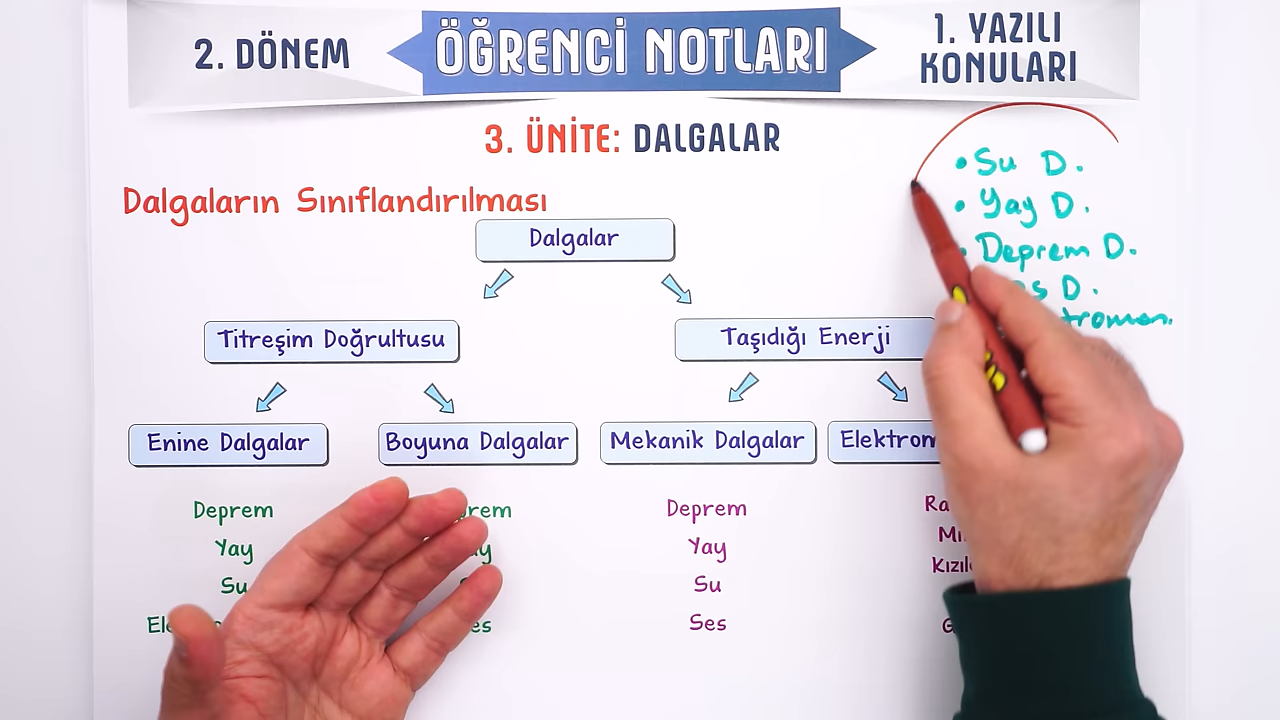 2. DÖNEM
ÖĞRENCİ NOTLARI
1. YAZILI
KONULARI
3. ÜNİTE: DALGALAR
• Su D.
• Yay D.
• Deprem D.
D.
Dalgaların Sınıflandırılması
Dalgalar
Titreşim Doğrultusu
Taşıdığı Enerji
Enine Dalgalar
Boyuna Dalgalar
Mekanik Dalgalar
Deprem
Yay
Su
Deprem
Yay
Su
Ses